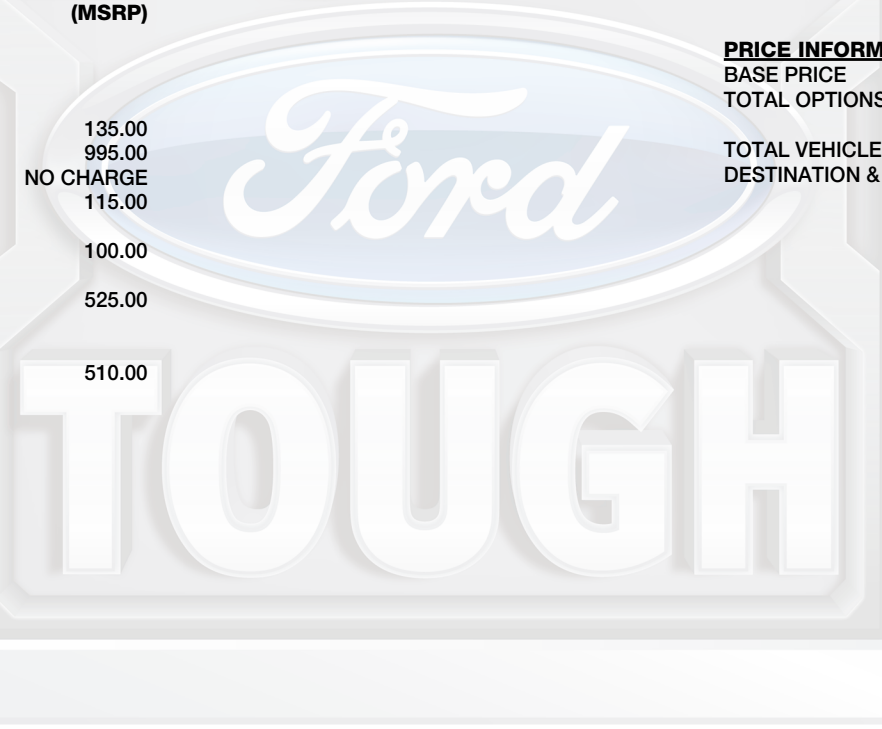 (MSRP)
135.00
995.00
NO CHARGE
115.00
100.00
525.00
510.00
PRICE INFORM
BASE PRICE
TOTAL OPTIONS
TOTAL VEHICLE
DESTINATION &
Ford
TOUGH